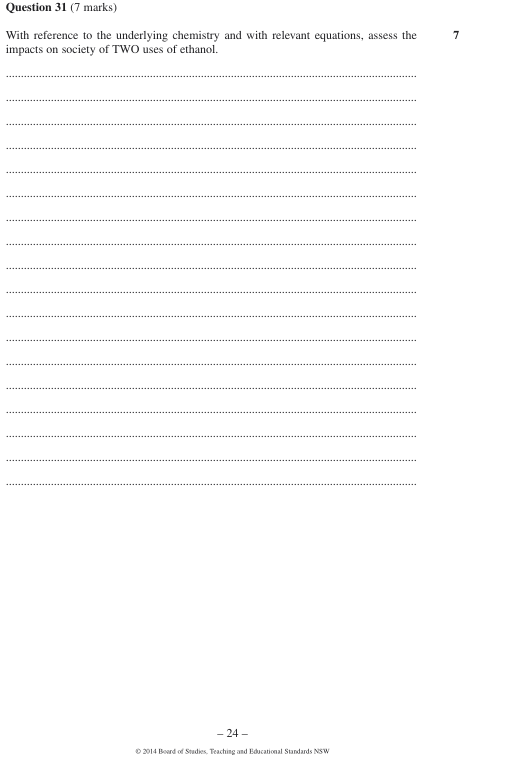 Question 31 (7 marks)
With reference to the underlying chemistry and with relevant equations, assess the 7
impacts on society of TWO uses of ethanol.
– 24 –
© 2014 Board of Studies, Teaching and Educational Standards NSW